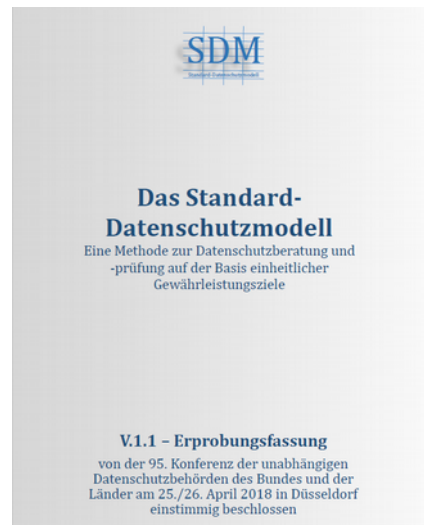 SDM
Standard-Datenschutzmodell
Das Standard-
Datenschutzmodell
Eine Methode zur Datenschutzberatung und
-prüfung auf der Basis einheitlicher
Gewährleistungsziele
V.1.1 – Erprobungsfassung
von der 95. Konferenz der unabhängigen
Datenschutzbehörden des Bundes und der
Länder am 25./26. April 2018 in Düsseldorf
einstimmig beschlossen